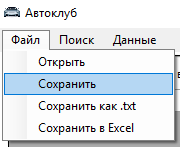 Автоклуб
Файл Поиск Данные
Открыть
Сохранить
Сохранить как .txt
Сохранить в Excel